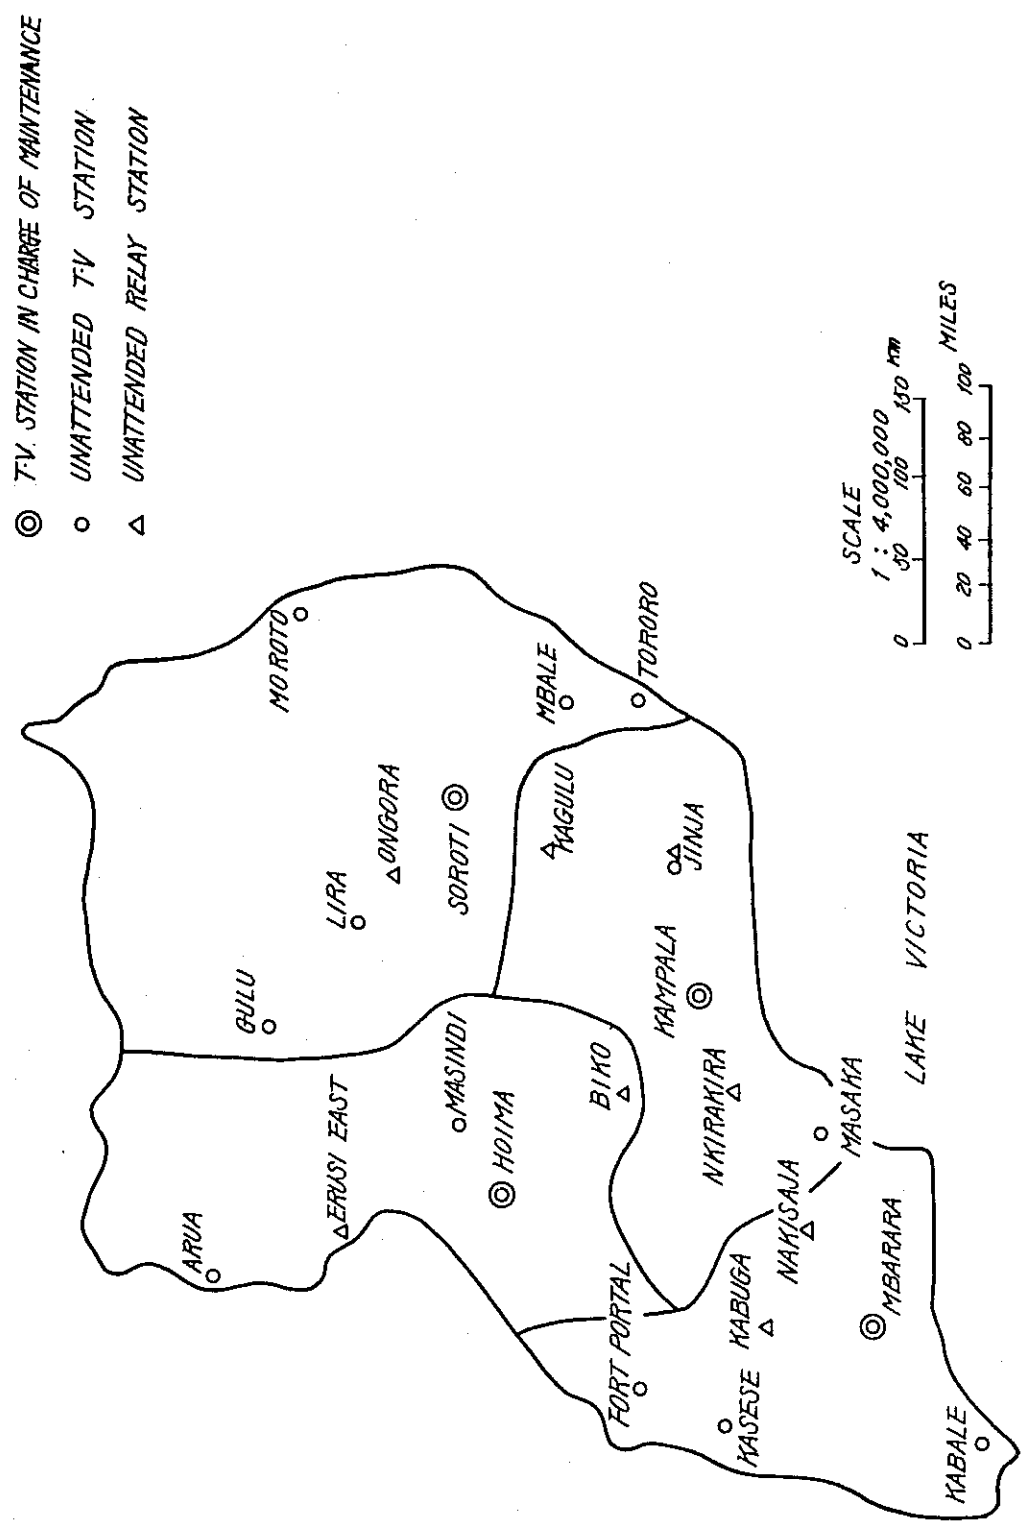 T.V. STATION IN CHARGE OF MAINTENANCE
UNATTENDED T.V STATION
UNATTENDED RELAY STATION
MOROTO
GULU
LIRA
ONGORA
SOROTI
ARUA
ERUSI EAST
MASINDI
HOIMA
BIKO
MBALE
TORORO
KAGULU
JINJA
KAMPALA
NKIRAKIRA
MASAKA
NAKISAJA
FORT PORTAL
KABUGA
KASESE
MBARARA
KABALE
LAKE VICTORIA
SCALE
1 : 4,000,000
0 50 100 150 Km
0 20 40 60 80 100 MILES